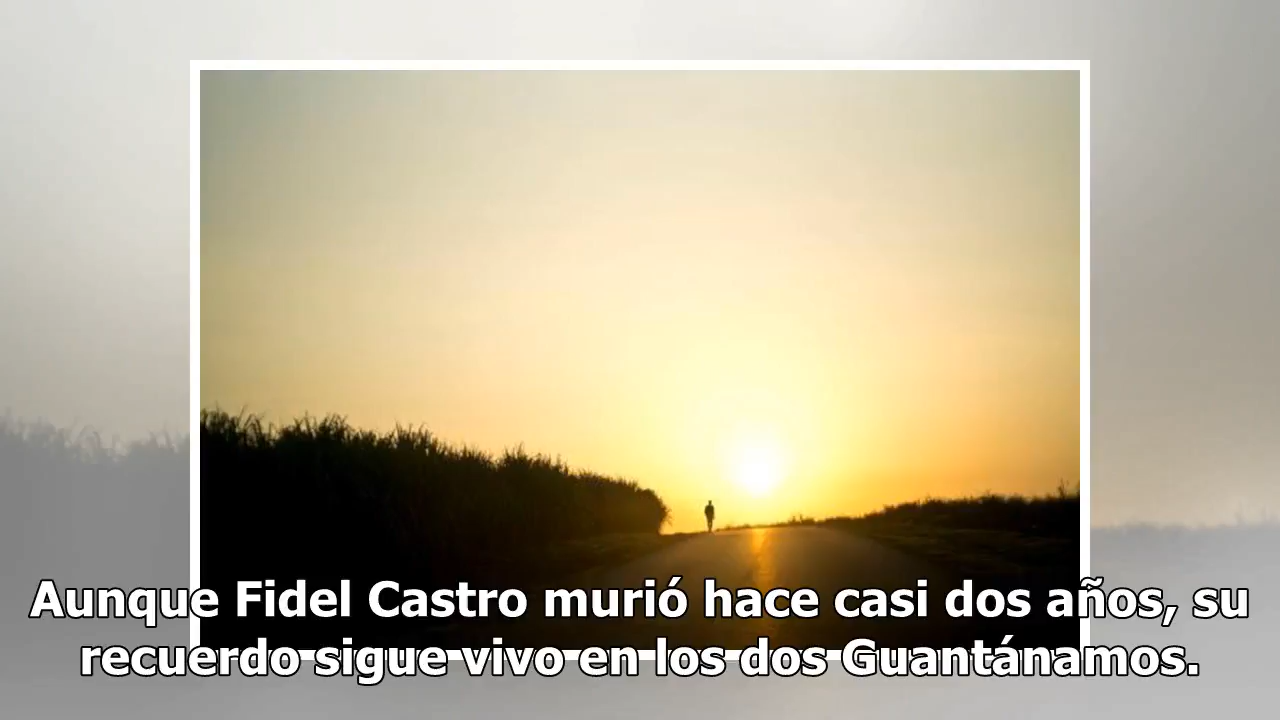 Aunque Fidel Castro murió hace casi dos años, su
recuerdo sigue vivo en los dos Guantánamos.